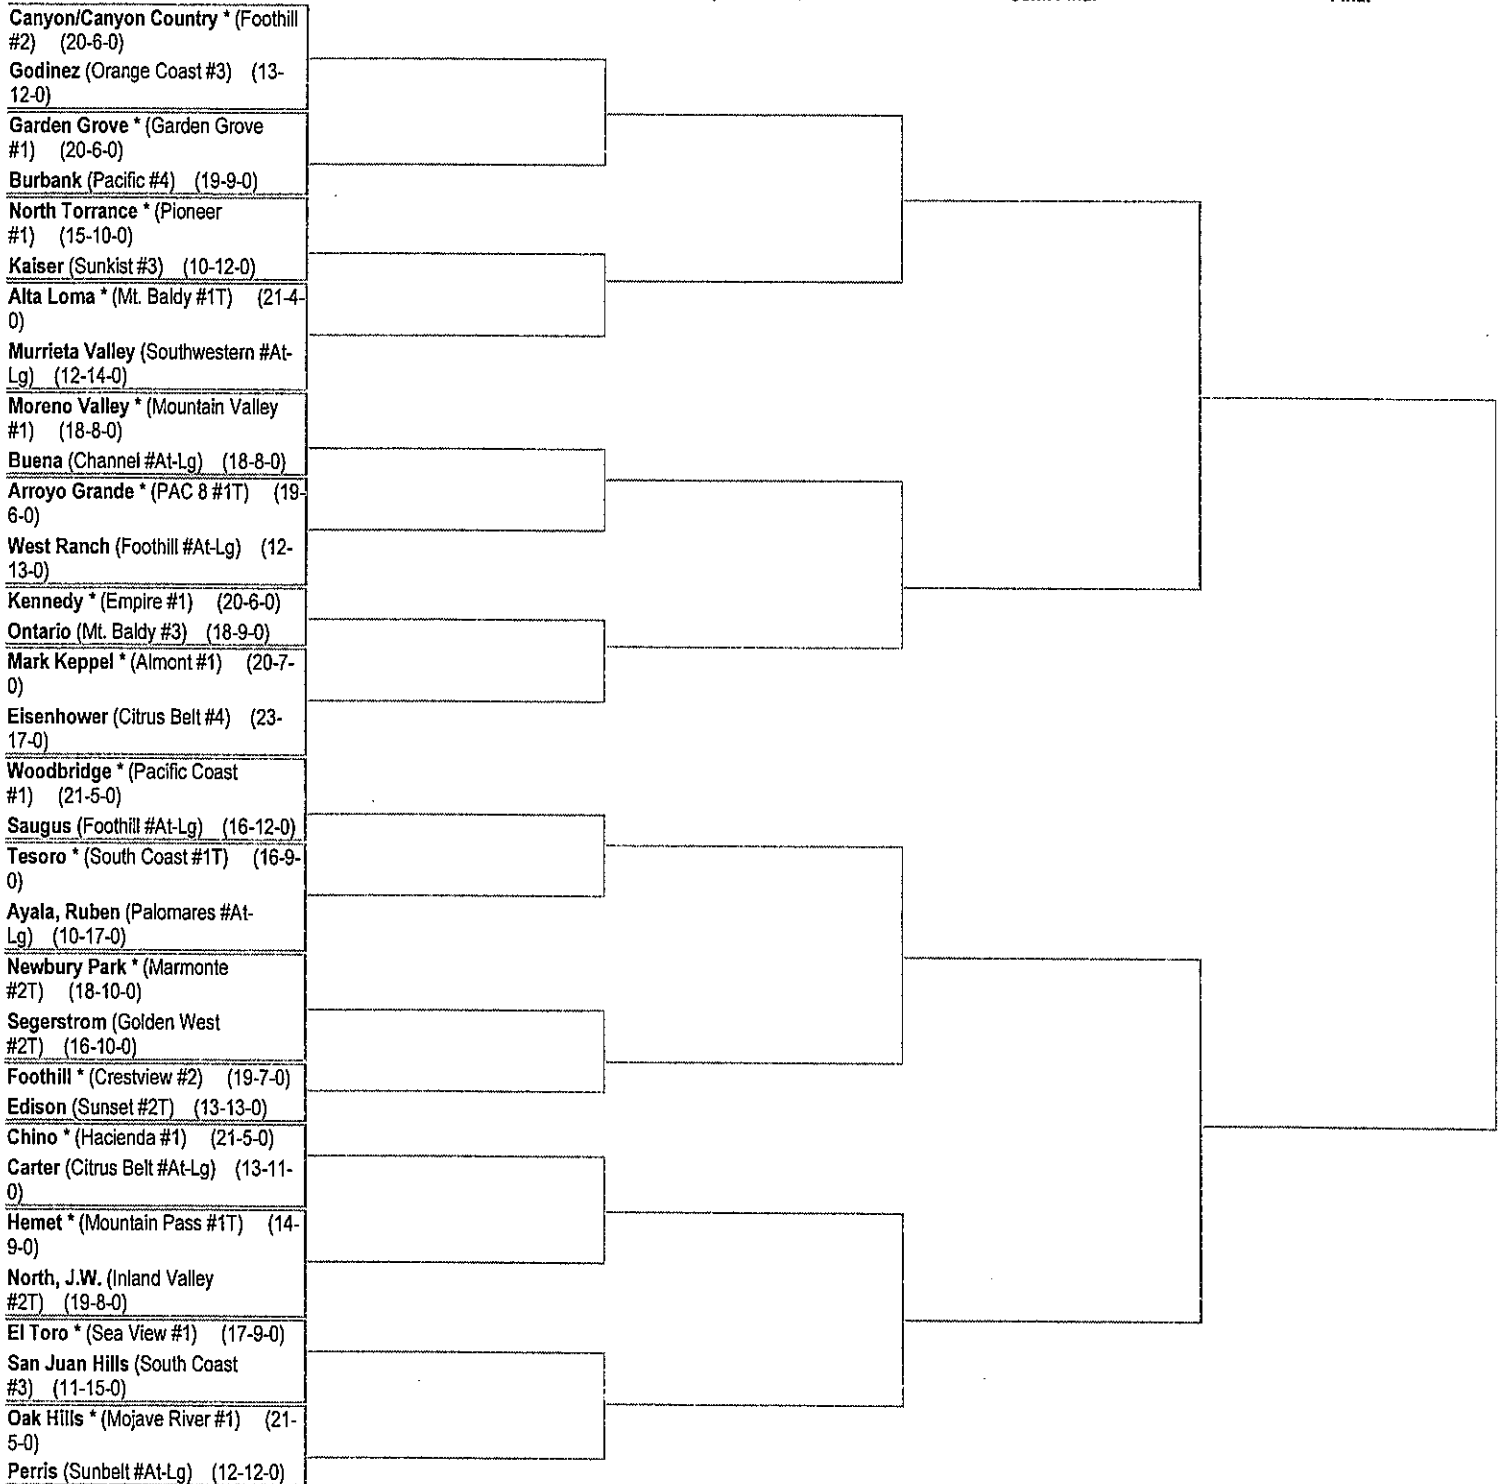 Canyon/Canyon Country * (Foothill
#2) (20-6-0)
Godinez (Orange Coast #3) (13-
12-0)
Garden Grove * (Garden Grove
#1) (20-6-0)
Burbank (Pacific #4) (19-9-0)
North Torrance * (Pioneer
#1) (15-10-0)
Kaiser (Sunkist #3) (10-12-0)
Alta Loma * (Mt. Baldy #1T) (21-4-
0)
Murrieta Valley (Southwestern #At-
Lg) (12-14-0)
Moreno Valley * (Mountain Valley
#1) (18-8-0)
Buena (Channel #At-Lg) (18-8-0)
Arroyo Grande * (PAC 8 #1T) (19-
6-0)
West Ranch (Foothill #At-Lg) (12-
13-0)
Kennedy * (Empire #1) (20-6-0)
Ontario (Mt. Baldy #3) (18-9-0)
Mark Keppel * (Almont #1) (20-7-
0)
Eisenhower (Citrus Belt #4) (23-
17-0)
Woodbridge * (Pacific Coast
#1) (21-5-0)
Saugus (Foothill #At-Lg) (16-12-0)
Tesoro * (South Coast #1T) (16-9-
0)
Ayala, Ruben (Palomares #At-
Lg) (10-17-0)
Newbury Park * (Marmonte
#2T) (18-10-0)
Segerstrom (Golden West
#2T) (16-10-0)
Foothill * (Crestview #2) (19-7-0)
Edison (Sunset #2T) (13-13-0)
Chino * (Hacienda #1) (21-5-0)
Carter (Citrus Belt #At-Lg) (13-11-
0)
Hemet * (Mountain Pass #1T) (14-
9-0)
North, J.W. (Inland Valley
#2T) (19-8-0)
El Toro * (Sea View #1) (17-9-0)
San Juan Hills (South Coast
#3) (11-15-0)
Oak Hills * (Mojave River #1) (21-
5-0)
Perris (Sunbelt #At-Lg) (12-12-0)